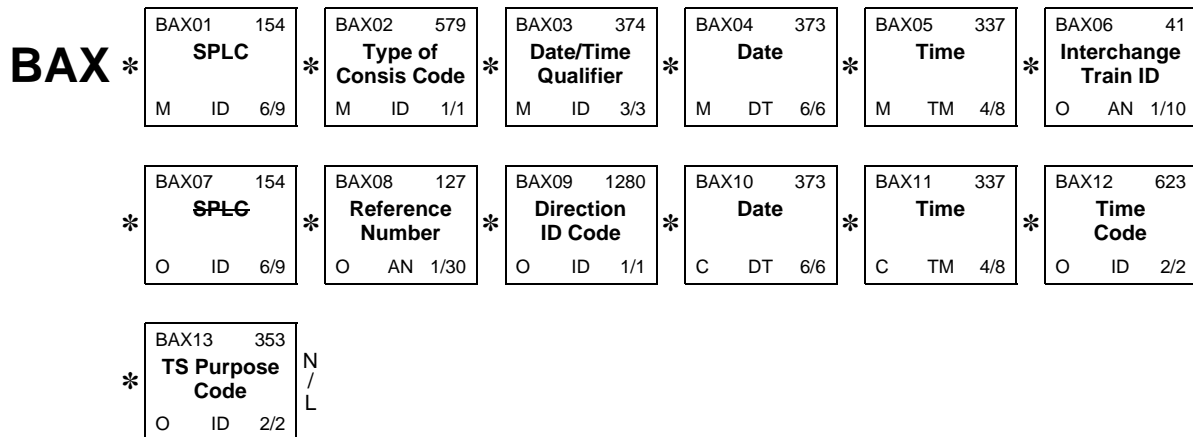 BAX * BAX01 154 * BAX02 579 * BAX03 374 * BAX04 373 * BAX05 337 * BAX06 41
SPLC Type of Date/Time Date Time Interchange
Consis Code Qualifier Train ID
M ID 6/9 M ID 1/1 M ID 3/3 M DT 6/6 M TM 4/8 O AN 1/10
* BAX07 154 * BAX08 127 * BAX09 1280 * BAX10 373 * BAX11 337 * BAX12 623
SPLC Reference Direction Date Time Time
Number ID Code Code
O ID 6/9 O AN 1/30 O ID 1/1 C DT 6/6 C TM 4/8 O ID 2/2
* BAX13 353 N/L
TS Purpose
Code
O ID 2/2